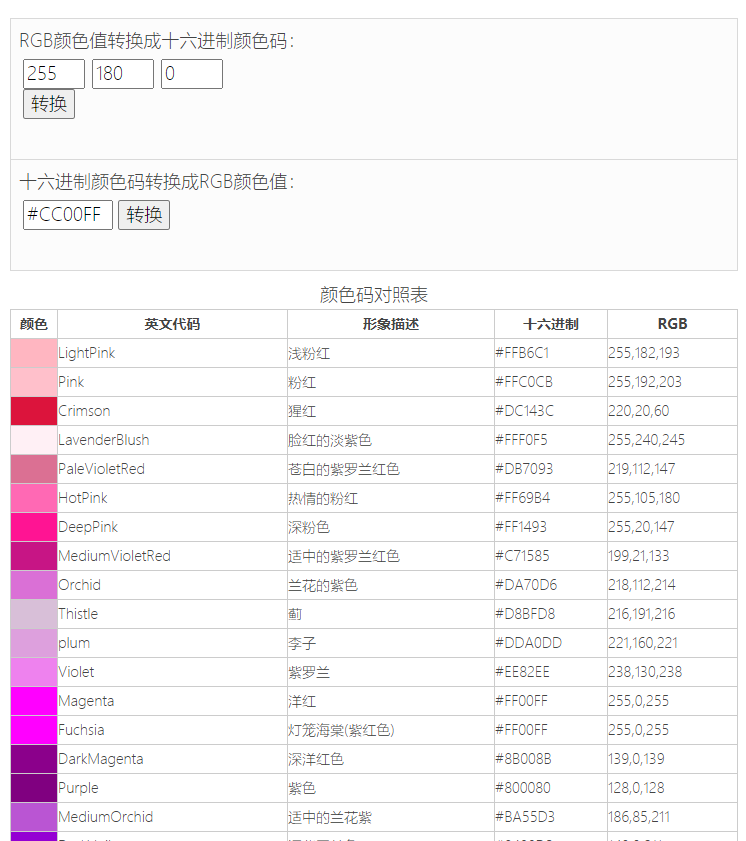 RGB颜色值转换成十六进制颜色码：
255 180 0
转换
十六进制颜色码转换成RGB颜色值：
#CC00FF 转换
颜色码对照表
颜色 英文代码 形象描述 十六进制 RGB
LightPink 浅粉红 #FFB6C1 255,182,193
Pink 粉红 #FFC0CB 255,192,203
Crimson 猩红 #DC143C 220,20,60
LavenderBlush 脸红的淡紫色 #FFF0F5 255,240,245
PaleVioletRed 苍白的紫罗兰红色 #DB7093 219,112,147
HotPink 热情的粉红 #FF69B4 255,105,180
DeepPink 深粉色 #FF1493 255,20,147
MediumVioletRed 适中的紫罗兰红色 #C71585 199,21,133
Orchid 兰花的紫色 #DA70D6 218,112,214
Thistle 蓟 #D8BFD8 216,191,216
plum 李子 #DDA0DD 221,160,221
Violet 紫罗兰 #EE82EE 238,130,238
Magenta 洋红 #FF00FF 255,0,255
Fuchsia 灯笼海棠(紫红色) #FF00FF 255,0,255
DarkMagenta 深洋红色 #8B008B 139,0,139
Purple 紫色 #800080 128,0,128
MediumOrchid 适中的兰花紫 #BA55D3 186,85,211